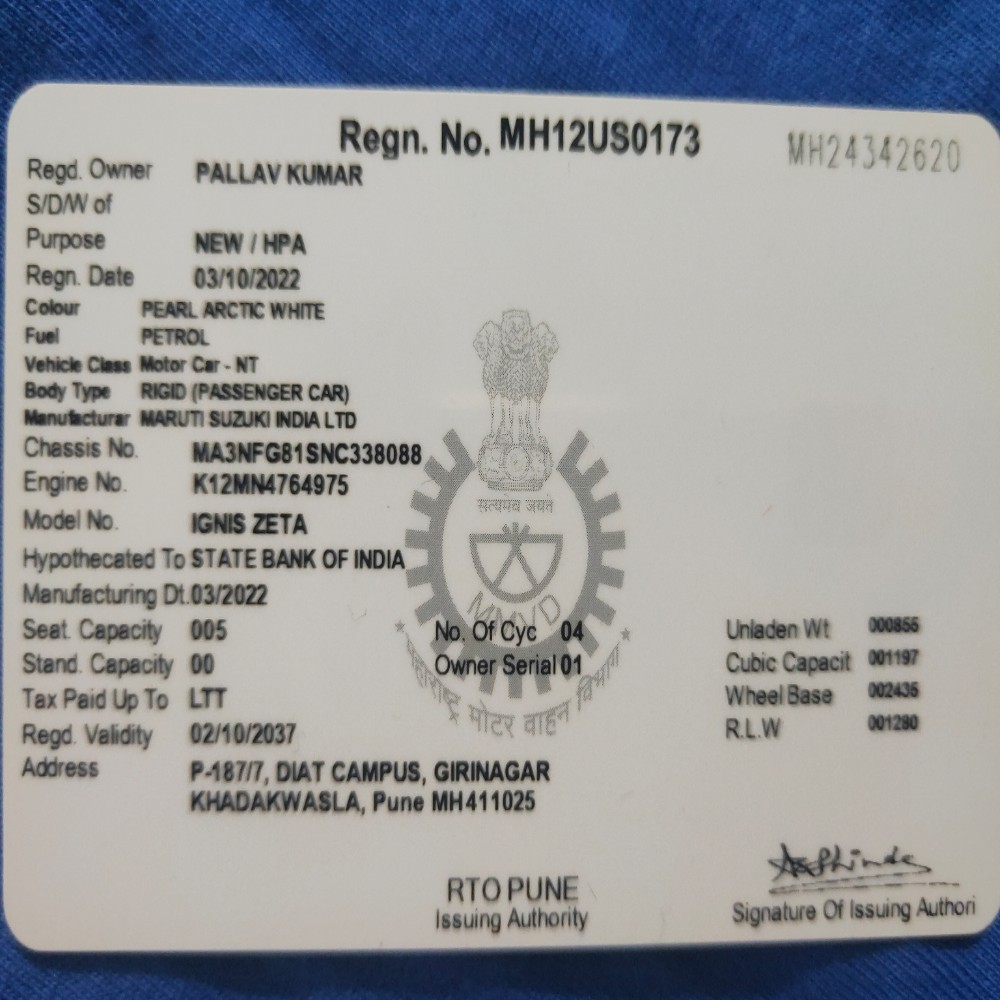 Regn. No. MH12US0173
MH24342620
Regd. Owner PALLAV KUMAR
S/D/W of
Purpose NEW / HPA
Regn. Date 03/10/2022
Colour PEARL ARCTIC WHITE
Fuel PETROL
Vehicle Class Motor Car - NT
Body Type RIGID (PASSENGER CAR)
Manufacturer MARUTI SUZUKI INDIA LTD
Chassis No. MA3NFG81SNC338088
Engine No. K12MN4764975
सत्यमेव जयते
Model No. IGNIS ZETA
Hypothecated To STATE BANK OF INDIA
Manufacturing Dt.03/2022
MMVD
Seat. Capacity 005 No. Of Cyc 04 Unladen Wt 000855
Stand. Capacity 00 Owner Serial 01 Cubic Capacit 001197
Tax Paid Up To LTT Wheel Base 002435
महाराष्ट्र मोटर वाहन विभाग
Regd. Validity 02/10/2037 R.L.W 001280
Address P-187/7, DIAT CAMPUS, GIRINAGAR
KHADAKWASLA, Pune MH411025
RTO PUNE
Issuing Authority
Signature Of Issuing Authori